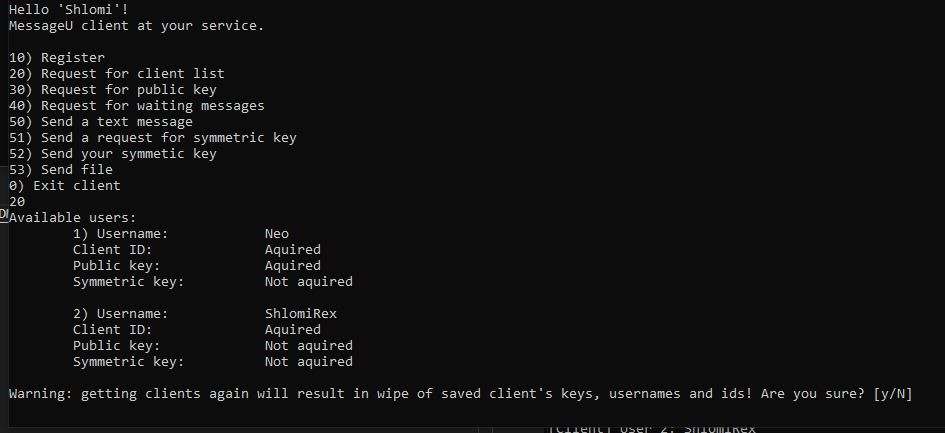 Hello 'Shlomi'!
MessageU client at your service.
10) Register
20) Request for client list
30) Request for public key
40) Request for waiting messages
50) Send a text message
51) Send a request for symmetric key
52) Send your symmetic key
53) Send file
0) Exit client
20
Available users:
1) Username: Neo
Client ID: Aquired
Public key: Aquired
Symmetric key: Not aquired
2) Username: ShlomiRex
Client ID: Aquired
Public key: Not aquired
Symmetric key: Not aquired
Warning: getting clients again will result in wipe of saved client's keys, usernames and ids! Are you sure? [y/N]
[Client] User 2: ShlomiRex